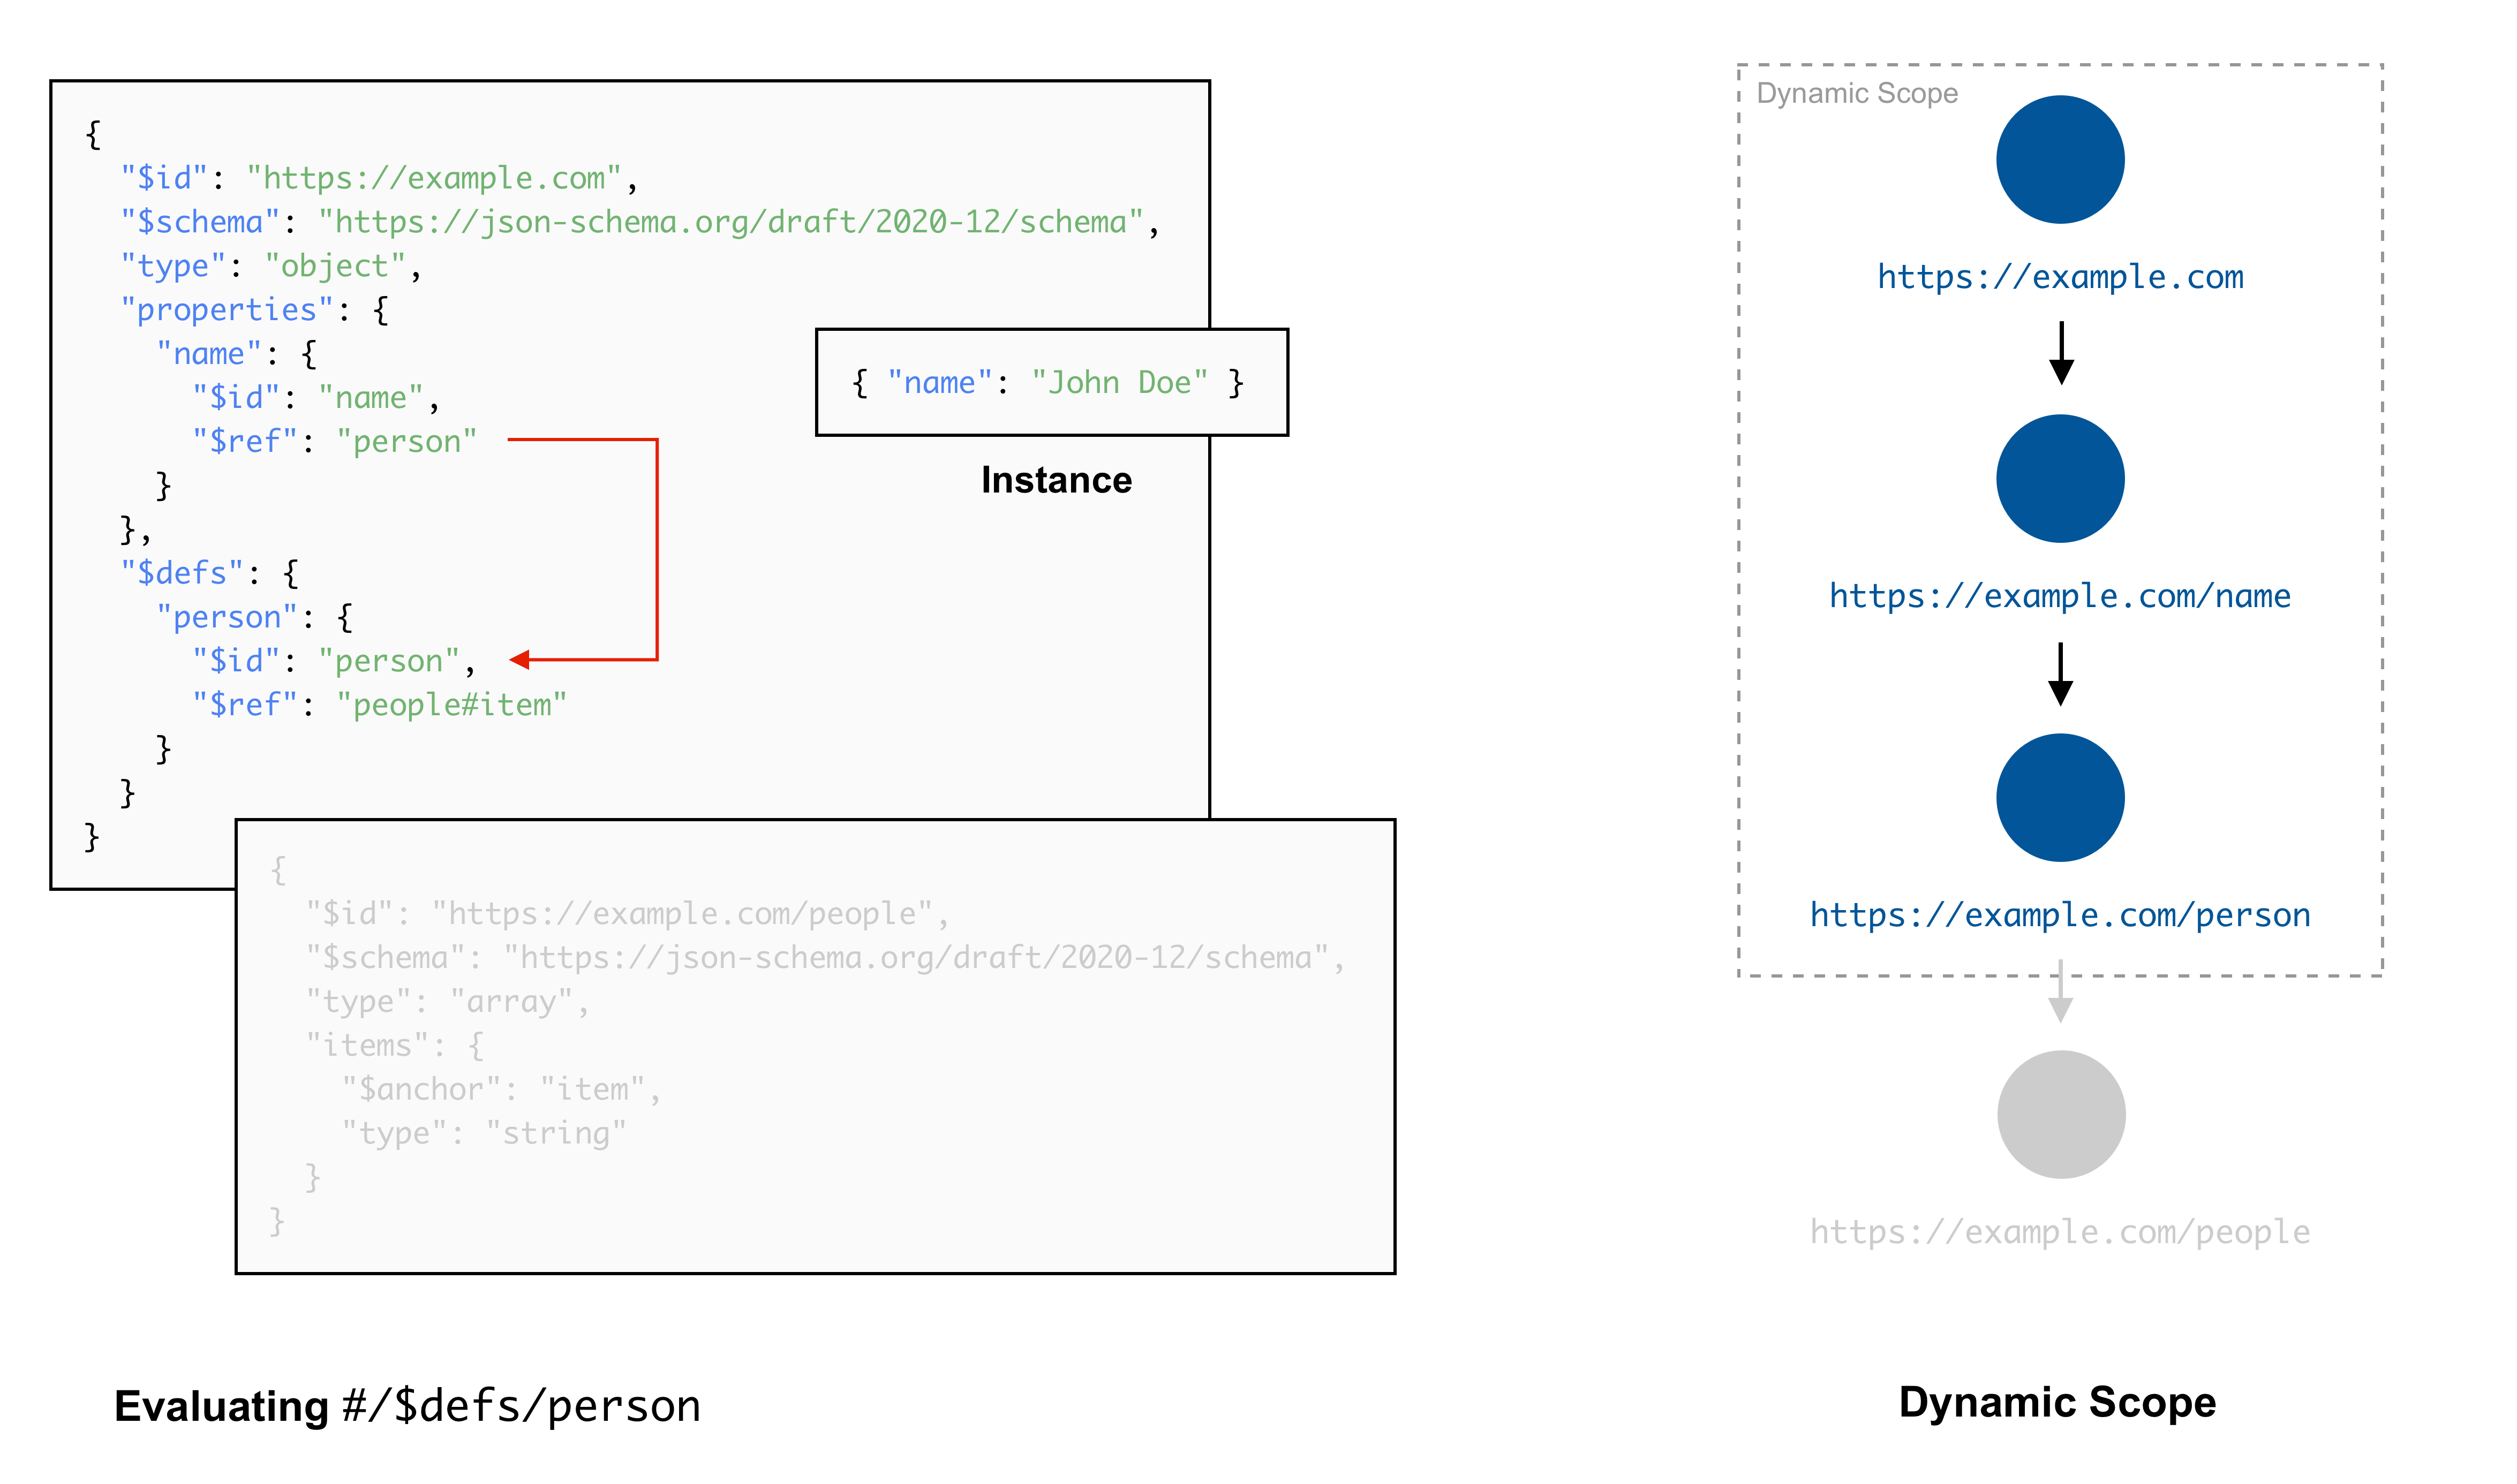 {
  "$id": "https://example.com",
  "$schema": "https://json-schema.org/draft/2020-12/schema",
  "type": "object",
  "properties": {
    "name": {
      "$id": "name",
      "$ref": "person"
    }
  },
  "$defs": {
    "person": {
      "$id": "person",
      "$ref": "people#item"
    }
  }
}
{ "name": "John Doe" }
Instance
{
  "$id": "https://example.com/people",
  "$schema": "https://json-schema.org/draft/2020-12/schema",
  "type": "array",
  "items": {
    "$anchor": "item",
    "type": "string"
  }
}
Evaluating #/$defs/person
Dynamic Scope
https://example.com
https://example.com/name
https://example.com/person
https://example.com/people
Dynamic Scope